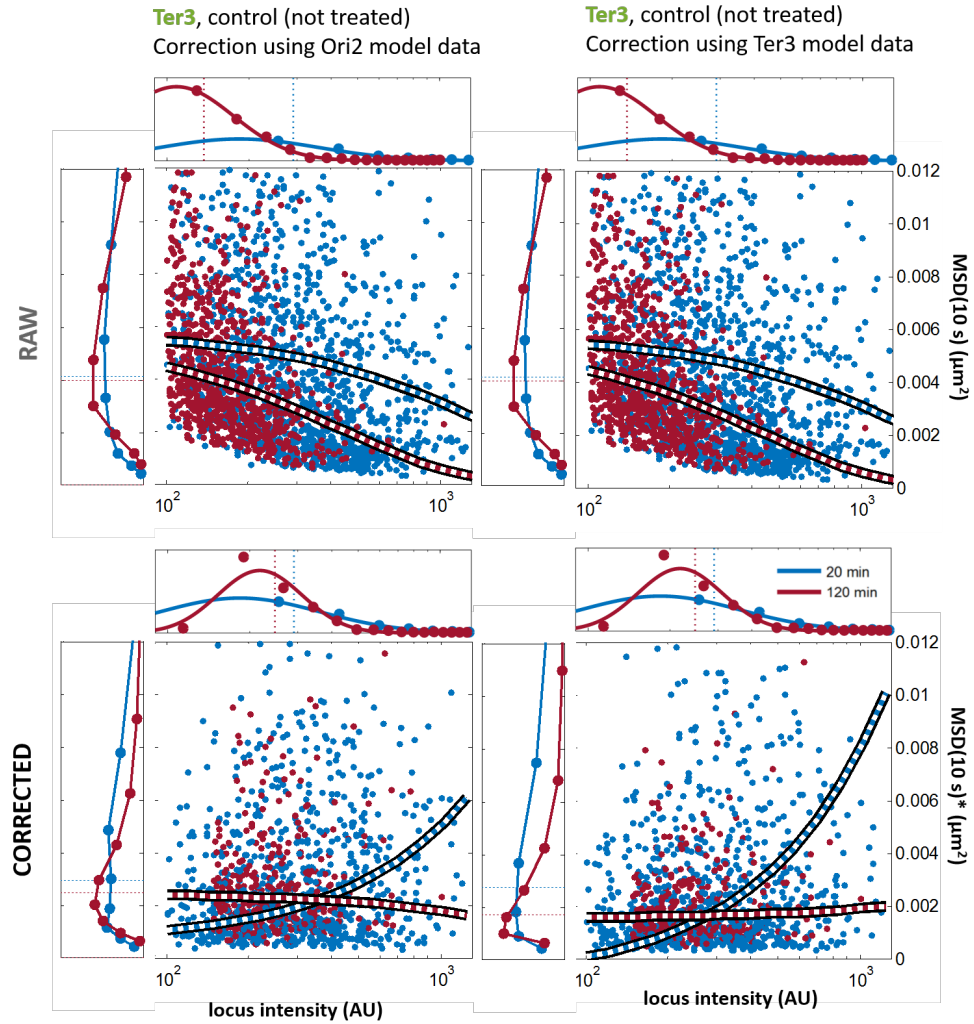 Ter3, control (not treated)
Correction using Ori2 model data
Ter3, control (not treated)
Correction using Ter3 model data
RAW
0.012
0.01
0.008
0.006
0.004
0.002
0
MSD(10 s) (μm²)
10²
10³
10²
10³
20 min
120 min
CORRECTED
0.012
0.01
0.008
0.006
0.004
0.002
0
MSD(10 s)* (μm²)
10²
10³
10²
10³
locus intensity (AU)
locus intensity (AU)